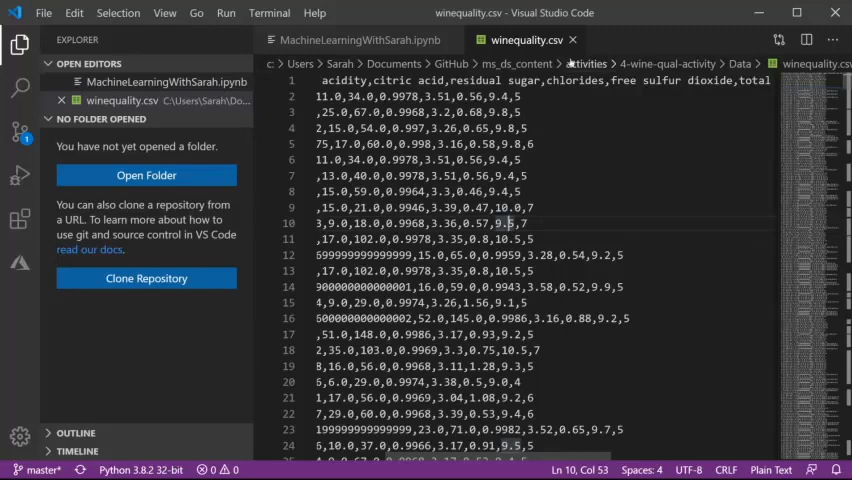 File Edit Selection View Go Run Terminal Help winequality.csv - Visual Studio Code
EXPLORER
OPEN EDITORS
MachineLearningWithSarah.ipynb
winequality.csv C:\Users\Sarah\Do...
NO FOLDER OPENED
You have not yet opened a folder.
Open Folder
You can also clone a repository
from a URL. To learn more about how to
use git and source control in VS Code
read our docs.
Clone Repository
OUTLINE
TIMELINE
1
MachineLearningWithSarah.ipynb winequality.csv
c: > Users > Sarah > Documents > GitHub > ms_ds_content > activities > 4-wine-qual-activity > Data > winequality.csv
1 acidity,citric acid,residual sugar,chlorides,free sulfur dioxide,total
2 11.0,34.0,0.9978,3.51,0.56,9.4,5
3 ,25.0,67.0,0.9968,3.2,0.68,9.8,5
4 2,15.0,54.0,0.997,3.26,0.65,9.8,5
5 75,17.0,60.0,0.998,3.16,0.58,9.8,6
6 11.0,34.0,0.9978,3.51,0.56,9.4,5
7 ,13.0,40.0,0.9978,3.51,0.56,9.4,5
8 ,15.0,59.0,0.9964,3.3,0.46,9.4,5
9 ,15.0,21.0,0.9946,3.39,0.47,10.0,7
10 3,9.0,18.0,0.9968,3.36,0.57,9.5,7
11 ,17.0,102.0,0.9978,3.35,0.8,10.5,5
12 699999999999999,15.0,65.0,0.9959,3.28,0.54,9.2,5
13 ,17.0,102.0,0.9978,3.35,0.8,10.5,5
14 900000000000001,16.0,59.0,0.9943,3.58,0.52,9.9,5
15 4,9.0,29.0,0.9974,3.26,1.56,9.1,5
16 600000000000002,52.0,145.0,0.9986,3.16,0.88,9.2,5
17 ,51.0,148.0,0.9986,3.17,0.93,9.2,5
18 2,35.0,103.0,0.9969,3.3,0.75,10.5,7
19 8,16.0,56.0,0.9968,3.11,1.28,9.3,5
20 6,6.0,29.0,0.9974,3.38,0.5,9.0,4
21 1,17.0,56.0,0.9969,3.04,1.08,9.2,6
22 7,29.0,60.0,0.9968,3.39,0.53,9.4,6
23 199999999999999,23.0,71.0,0.9982,3.52,0.65,9.7,5
24 6,10.0,37.0,0.9966,3.17,0.91,9.5,5
master* Python 3.8.2 32-bit 0 0 Ln 10, Col 53 Spaces: 4 UTF-8 CRLF Plain Text